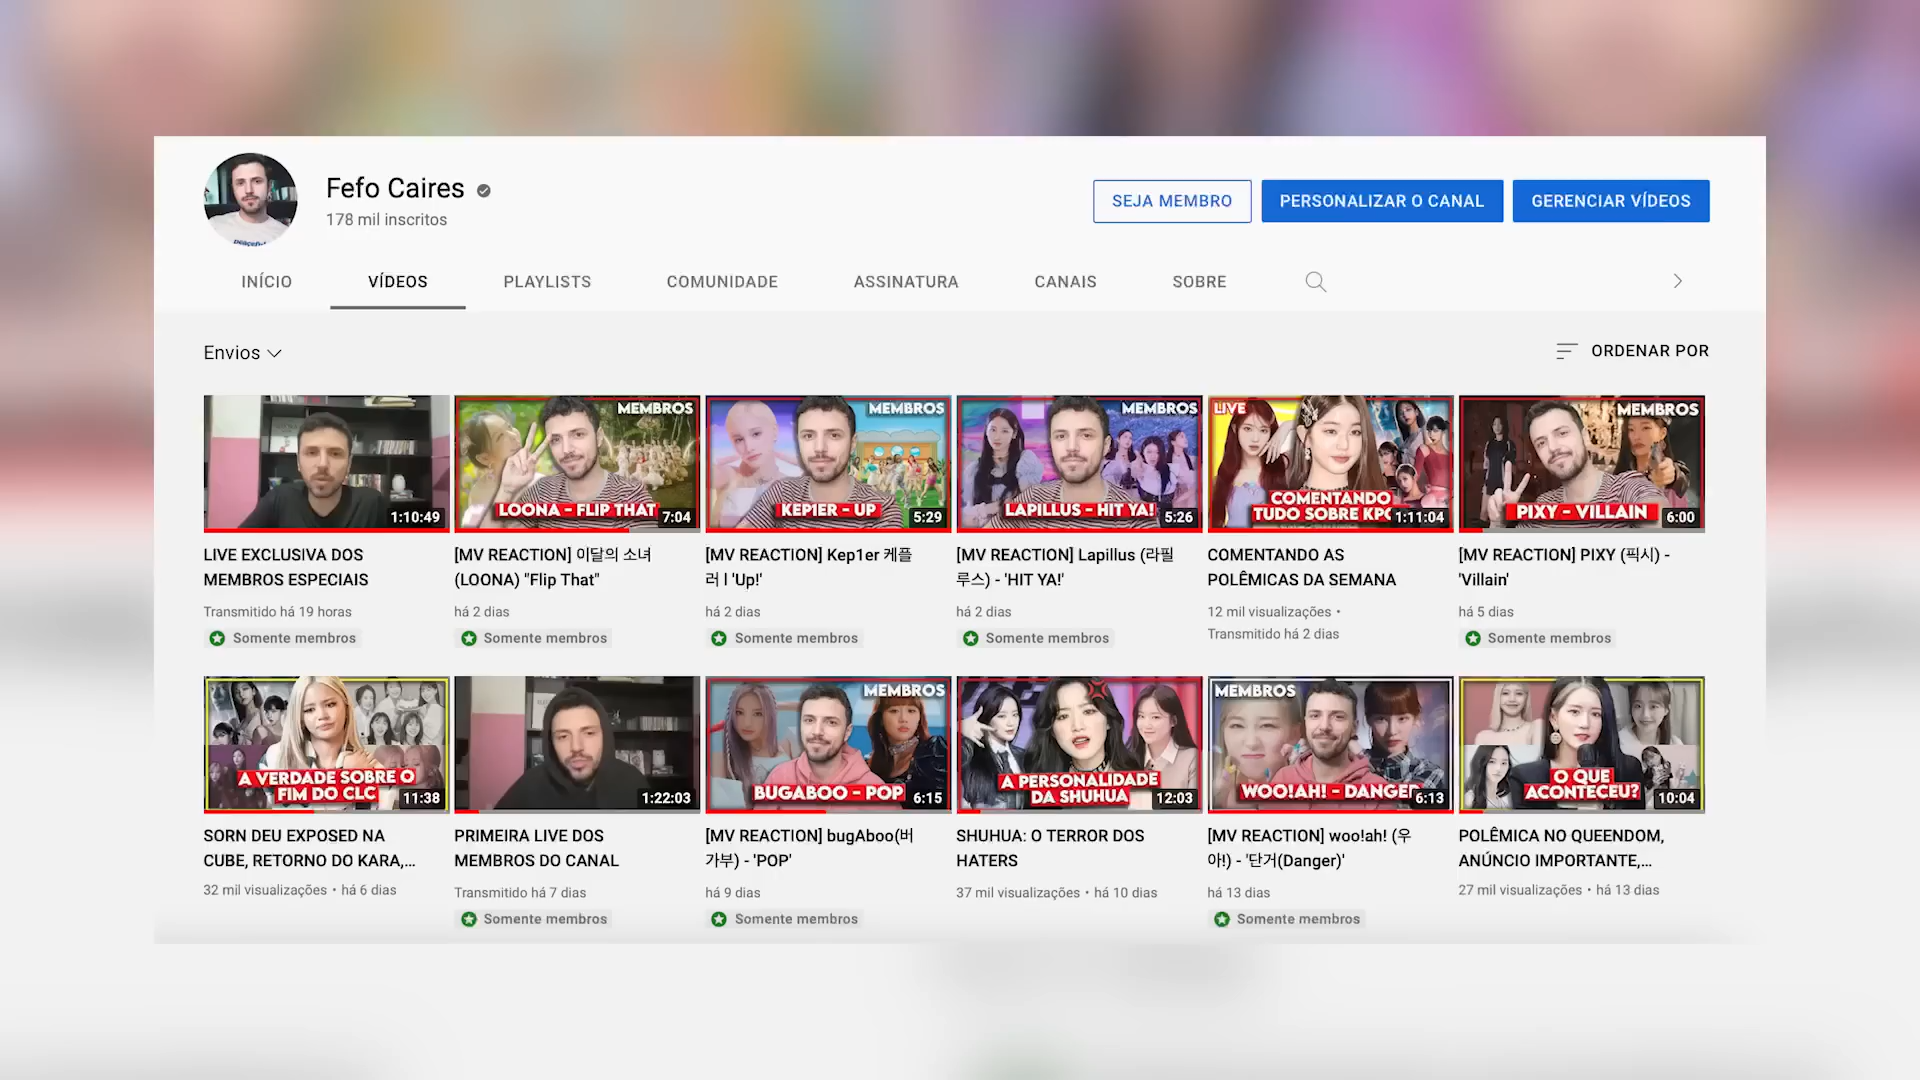 Fefo Caires
178 mil inscritos
SEJA MEMBRO
PERSONALIZAR O CANAL
GERENCIAR VÍDEOS
INÍCIO
VÍDEOS
PLAYLISTS
COMUNIDADE
ASSINATURA
CANAIS
SOBRE
Envios
ORDENAR POR
1:10:49
LIVE EXCLUSIVA DOS
MEMBROS ESPECIAIS
Transmitido há 19 horas
Somente membros
MEMBROS
LOONA - FLIP THAT
7:04
[MV REACTION] 이달의 소녀
(LOONA) "Flip That"
há 2 dias
Somente membros
MEMBROS
KEP1ER - UP
5:29
[MV REACTION] Kep1er 케플
러 l 'Up!'
há 2 dias
Somente membros
MEMBROS
LAPILLUS - HIT YA!
5:26
[MV REACTION] Lapillus (라필
루스) - 'HIT YA!'
há 2 dias
Somente membros
LIVE
COMENTANDO
TUDO SOBRE
1:11:04
COMENTANDO AS
POLÊMICAS DA SEMANA
12 mil visualizações •
Transmitido há 2 dias
MEMBROS
PIXY - VILLAIN
6:00
[MV REACTION] PIXY (픽시) -
'Villain'
há 5 dias
Somente membros
A VERDADE SOBRE O
FIM DO CLC
11:38
SORN DEU EXPOSED NA
CUBE, RETORNO DO KARA,...
32 mil visualizações • há 6 dias
1:22:03
PRIMEIRA LIVE DOS
MEMBROS DO CANAL
Transmitido há 7 dias
Somente membros
MEMBROS
BUGABOO - POP
6:15
[MV REACTION] bugAboo(버
가부) - 'POP'
há 9 dias
Somente membros
A PERSONALIDADE
DA SHUHUA
12:03
SHUHUA: O TERROR DOS
HATERS
37 mil visualizações • há 10 dias
MEMBROS
WOO!AH! - DANGER
6:13
[MV REACTION] woo!ah! (우
아!) - '단거(Danger)'
há 13 dias
Somente membros
O QUE
ACONTECEU?
10:04
POLÊMICA NO QUEENDOM,
ANÚNCIO IMPORTANTE,...
27 mil visualizações • há 13 dias